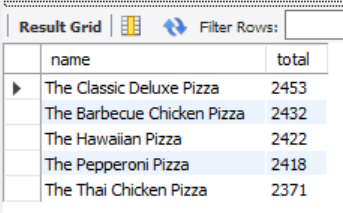 Result Grid Filter Rows:
name total
The Classic Deluxe Pizza 2453
The Barbecue Chicken Pizza 2432
The Hawaiian Pizza 2422
The Pepperoni Pizza 2418
The Thai Chicken Pizza 2371